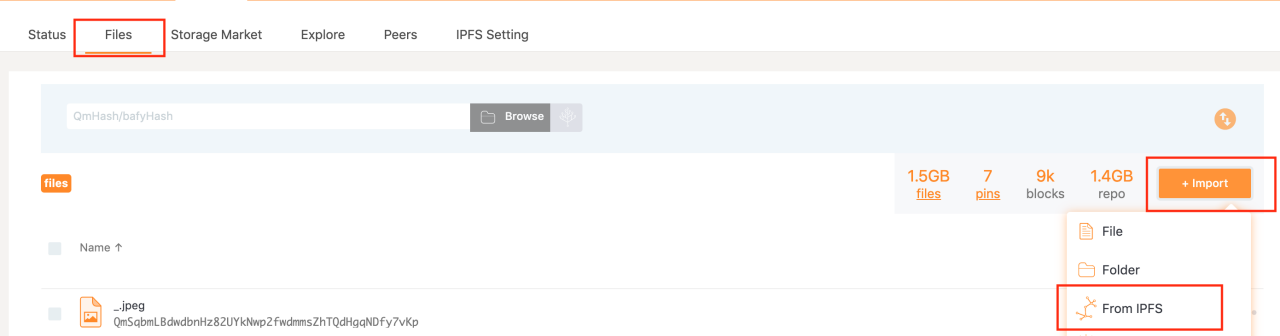 Status Files Storage Market Explore Peers IPFS Setting
QmHash/bafyHash Browse
files 1.5GB files 7 pins 9k blocks 1.4GB repo + Import
File
Name ↑
Folder
_.jpeg
From IPFS
QmSqbmLBdwdbnHz82UYkNwp2fwdmmsZhTQdHgqNDfy7vKp